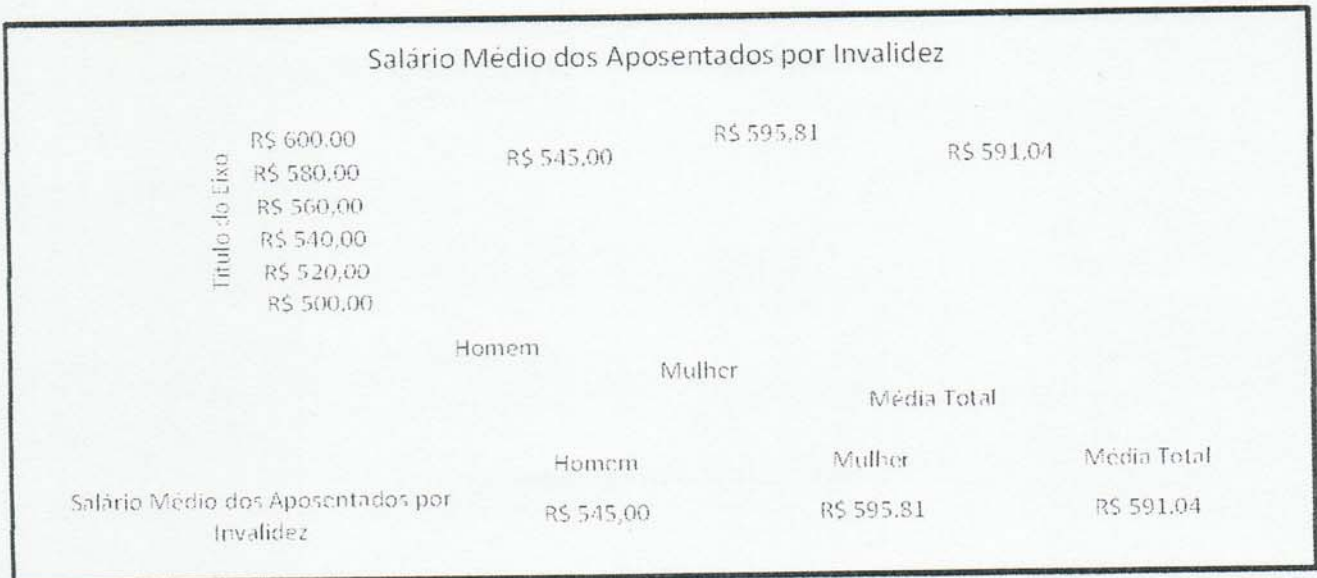 Salário Médio dos Aposentados por Invalidez
Título do Eixo
R$ 600,00
R$ 580,00
R$ 560,00
R$ 540,00
R$ 520,00
R$ 500,00
R$ 545,00
R$ 595,81
R$ 591,04
Homem
Mulher
Média Total
Homem Mulher Média Total
Salário Médio dos Aposentados por
Invalidez
R$ 545,00 R$ 595,81 R$ 591,04